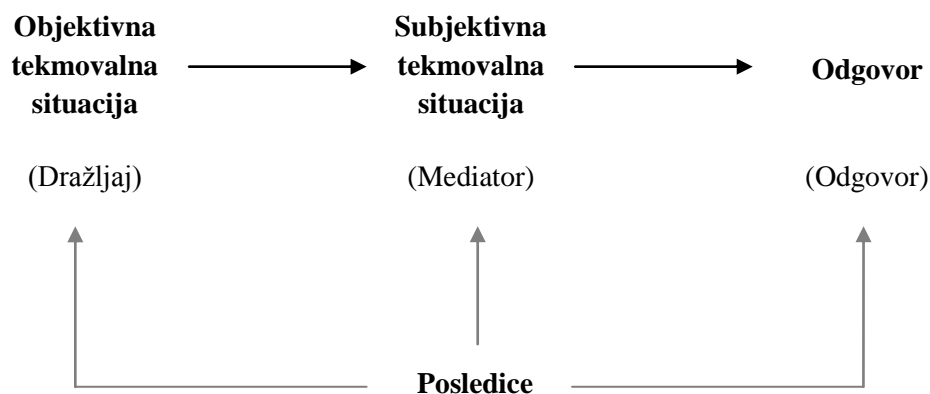 Objektivna
tekmovalna
situacija
Subjektivna
tekmovalna
situacija
Odgovor
(Dražljaj)
(Mediator)
(Odgovor)
Posledice